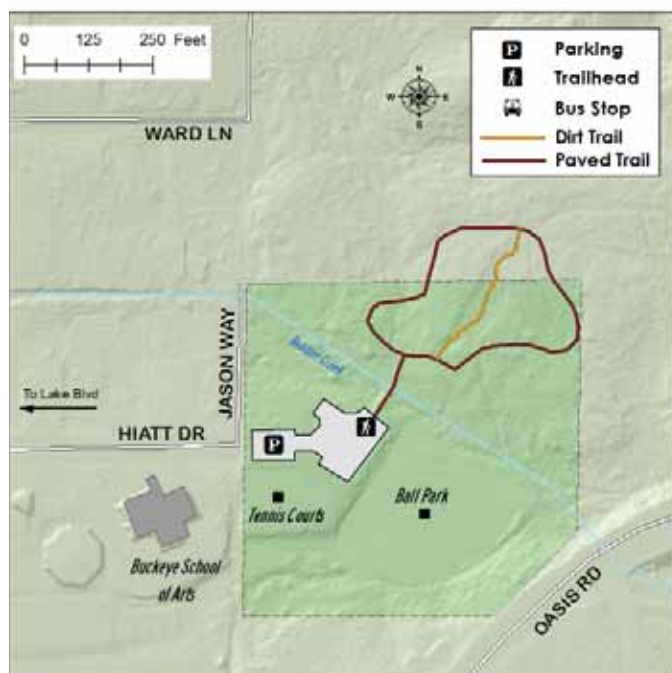 0 125 250 Feet
P Parking
Trailhead
Bus Stop
Dirt Trail
Paved Trail
N
W E
S
WARD LN
JASON WAY
Creek
To Lake Blvd
HIATT DR
P
Tennis Courts
Ball Park
Buckeye School
of Arts
OASIS RD